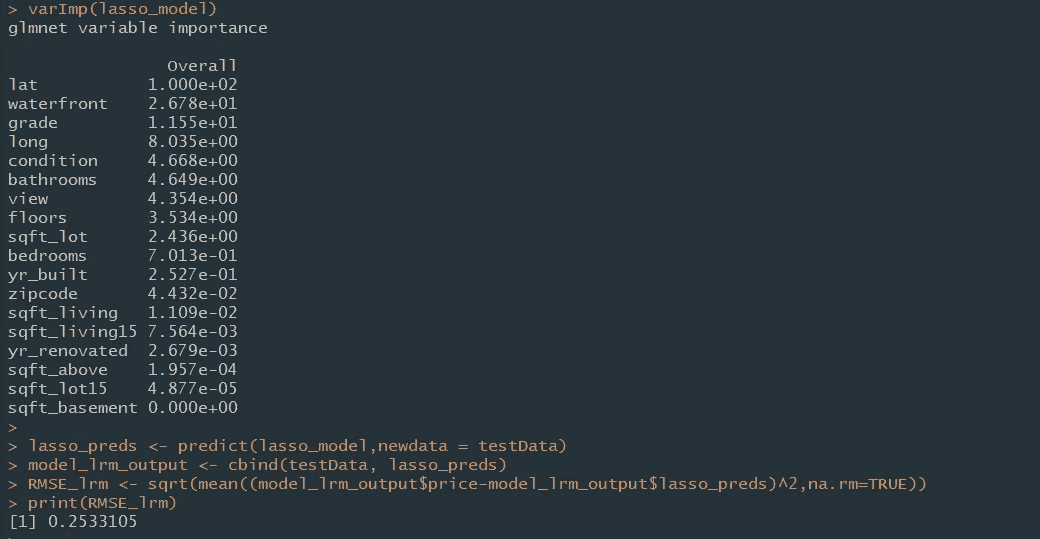 > varImp(lasso_model)
glmnet variable importance

Overall
lat 1.000e+02
waterfront 2.678e+01
grade 1.155e+01
long 8.035e+00
condition 4.668e+00
bathrooms 4.649e+00
view 4.354e+00
floors 3.534e+00
sqft_lot 2.436e+00
bedrooms 7.013e-01
yr_built 2.527e-01
zipcode 4.432e-02
sqft_living 1.109e-02
sqft_living15 7.564e-03
yr_renovated 2.679e-03
sqft_above 1.957e-04
sqft_lot15 4.877e-05
sqft_basement 0.000e+00
>
> lasso_preds <- predict(lasso_model,newdata = testData)
> model_lrm_output <- cbind(testData, lasso_preds)
> RMSE_lrm <- sqrt(mean((model_lrm_output$price-model_lrm_output$lasso_preds)^2,na.rm=TRUE))
> print(RMSE_lrm)
[1] 0.2533105